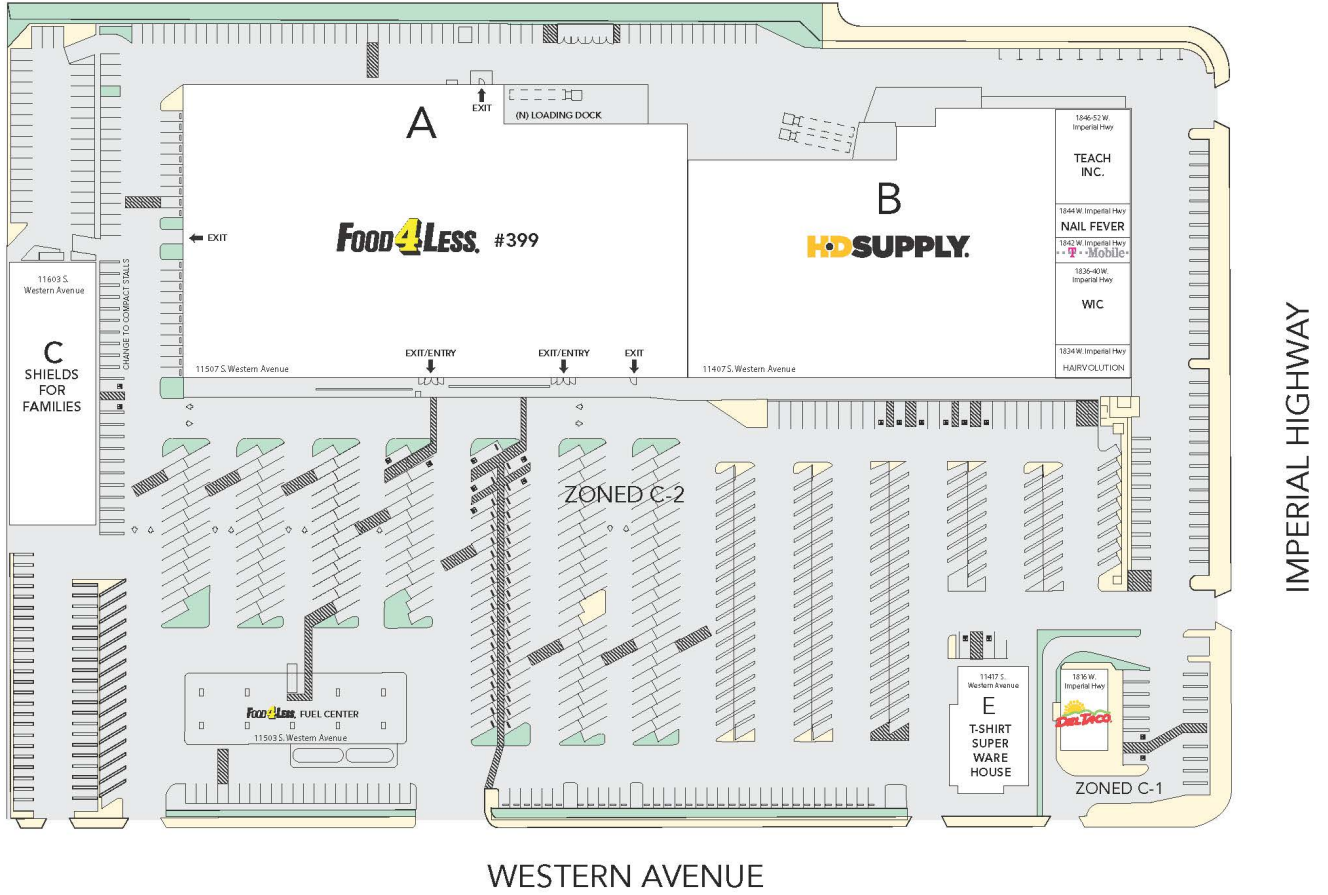 A
EXIT
(N) LOADING DOCK
1846-52 W.
Imperial Hwy
TEACH
INC.
B
1844 W. Imperial Hwy
NAIL FEVER
1842 W. Imperial Hwy
T-Mobile
EXIT
FOOD4LESS. #399
HDSUPPLY.
1836-40W.
Imperial Hwy
WIC
11603 S.
Western Avenue
C
SHIELDS
FOR
FAMILIES
CHANGE TO COMPACT STALLS
EXIT/ENTRY
EXIT/ENTRY
EXIT
1834 W. Imperial Hwy
HAIRVOLUTION
11507 S. Western Avenue
11407 S. Western Avenue
IMPERIAL HIGHWAY
ZONED C-2
11417 S.
Western Avenue
E
T-SHIRT
SUPER
WARE
HOUSE
1816 W.
Imperial Hwy
DEL TACO
FOOD4LESS. FUEL CENTER
11503 S. Western Avenue
ZONED C-1
WESTERN AVENUE